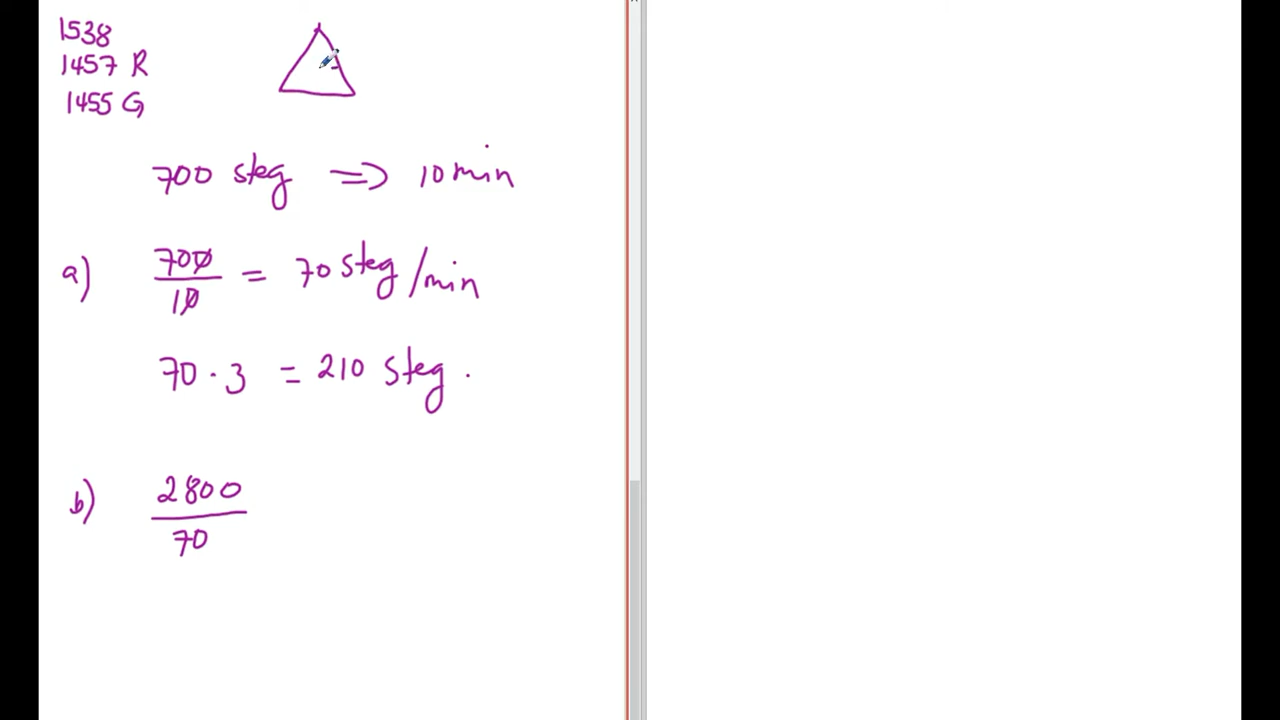 1538
1457 R
1455 G
700 steg => 10 min
a) 700/10 = 70 steg/min
70 · 3 = 210 steg.
b) 2800/70